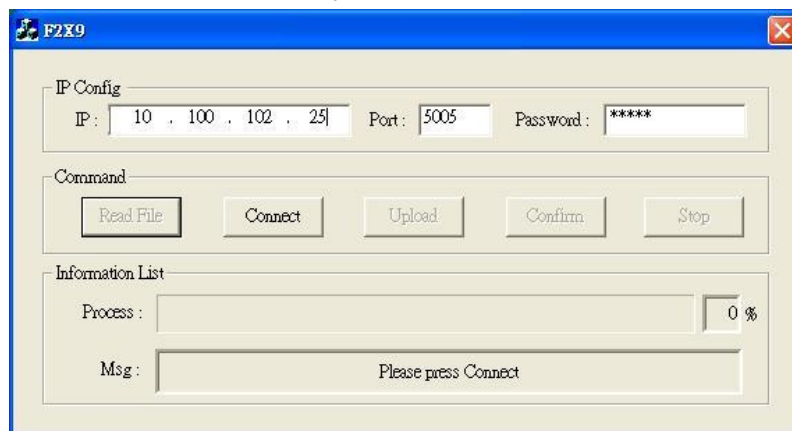 F2X9
IP Config
IP : 10 . 100 . 102 . 25 Port : 5005 Password : *****
Command
Read File Connect Upload Confirm Stop
Information List
Process : 0 %
Msg : Please press Connect